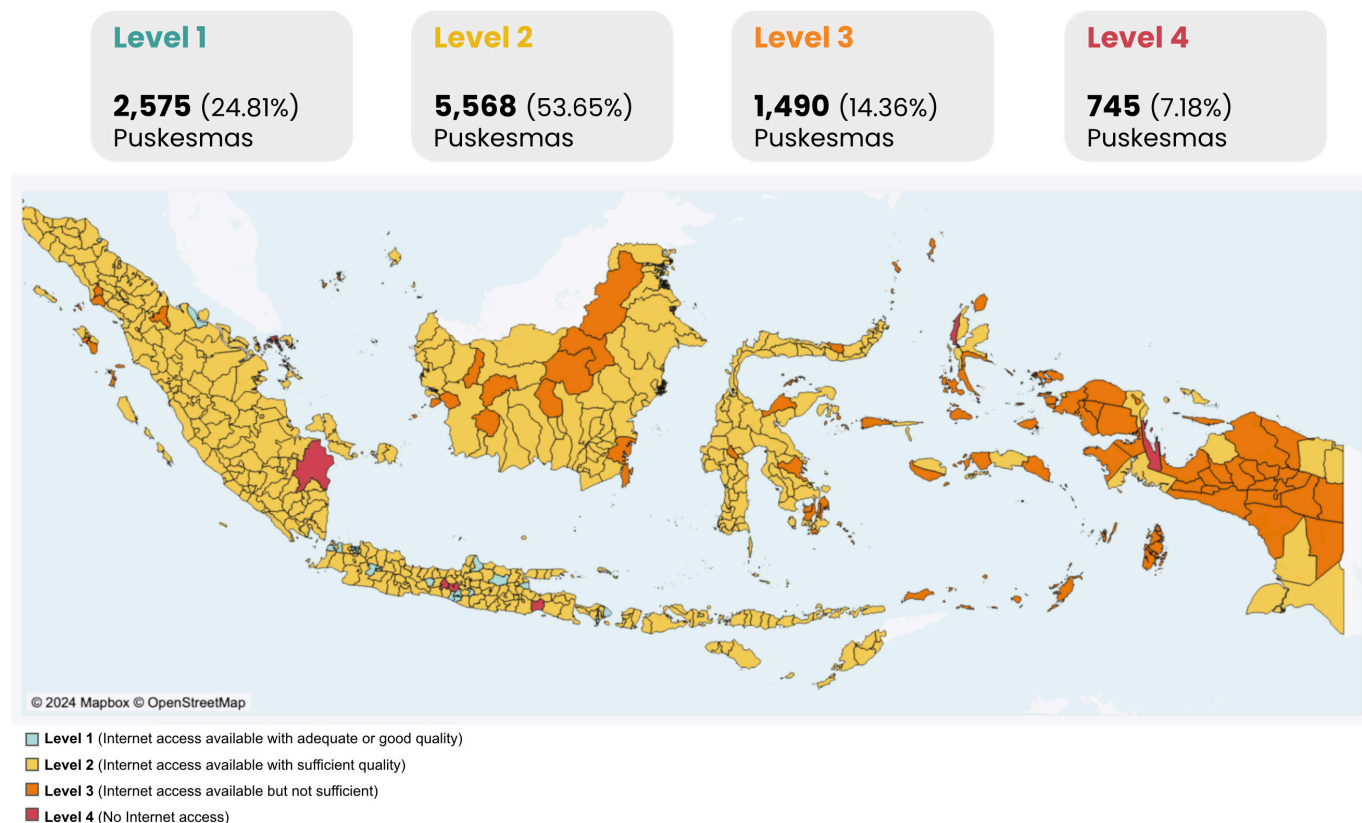 Level 1
2,575 (24.81%)
Puskesmas
Level 2
5,568 (53.65%)
Puskesmas
Level 3
1,490 (14.36%)
Puskesmas
Level 4
745 (7.18%)
Puskesmas
© 2024 Mapbox © OpenStreetMap
Level 1 (Internet access available with adequate or good quality)
Level 2 (Internet access available with sufficient quality)
Level 3 (Internet access available but not sufficient)
Level 4 (No Internet access)